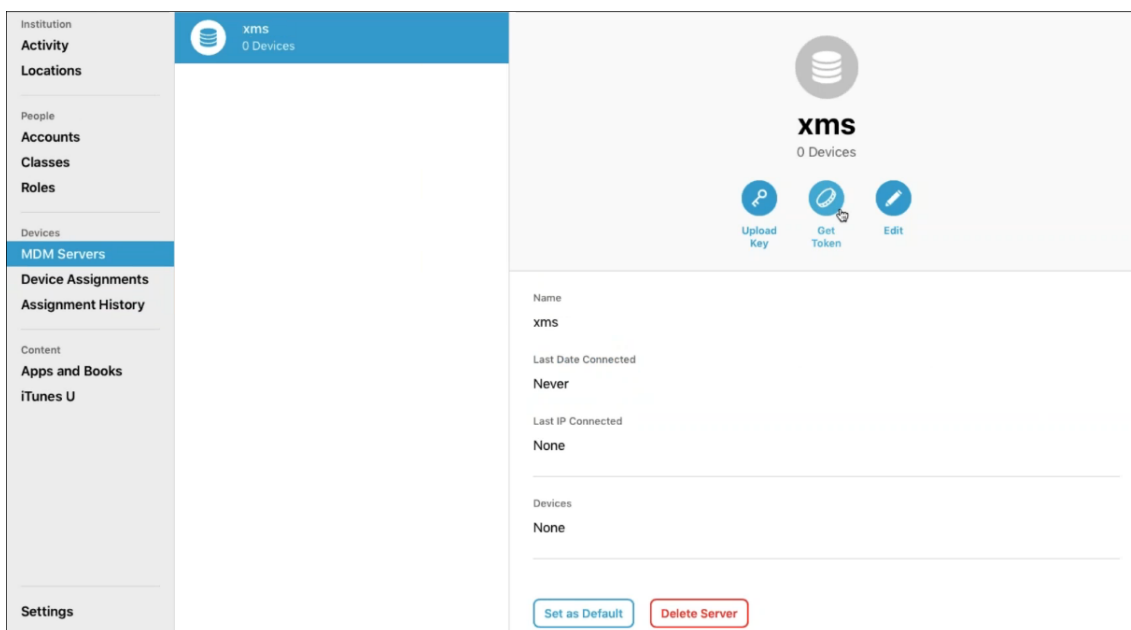 Institution
Activity
Locations
People
Accounts
Classes
Roles
Devices
MDM Servers
Device Assignments
Assignment History
Content
Apps and Books
iTunes U
Settings
xms
0 Devices
xms
0 Devices
Upload
Key
Get
Token
Edit
Name
xms
Last Date Connected
Never
Last IP Connected
None
Devices
None
Set as Default
Delete Server